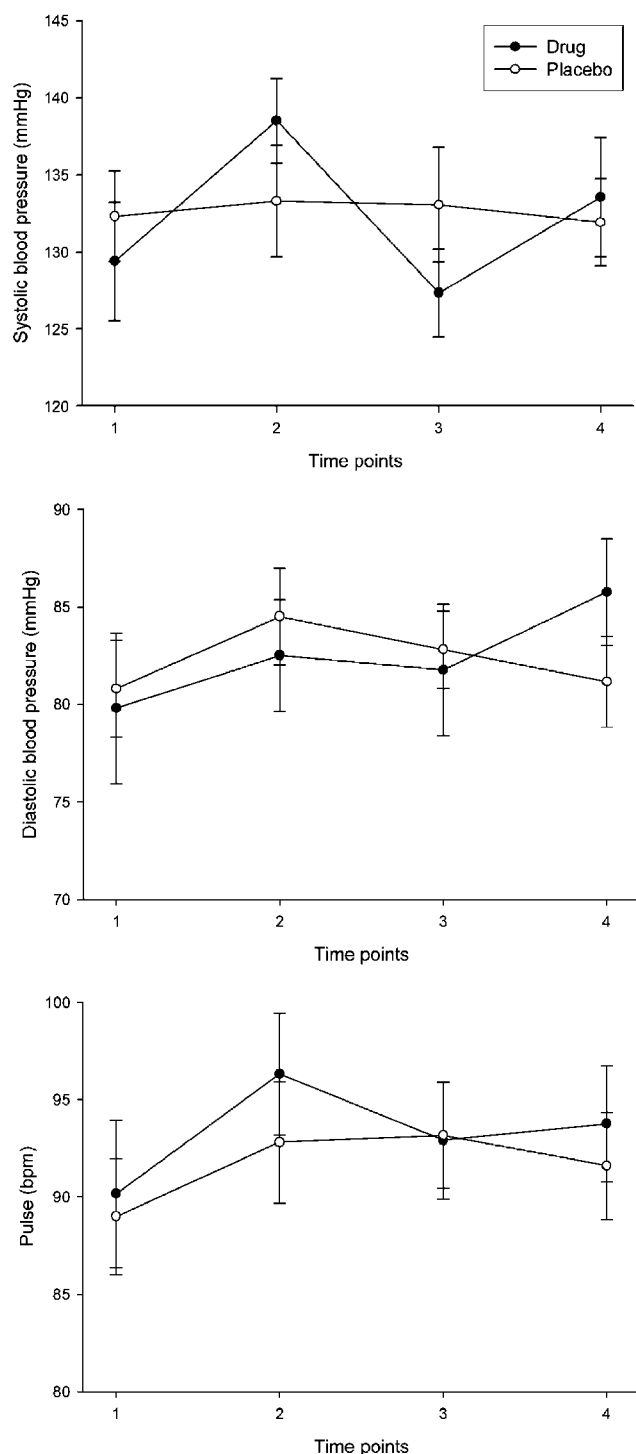 Systolic blood pressure (mmHg)
145
140
135
130
125
120
Drug
Placebo
1 2 3 4
Time points
Diastolic blood pressure (mmHg)
90
85
80
75
70
1 2 3 4
Time points
Pulse (bpm)
100
95
90
85
80
1 2 3 4
Time points